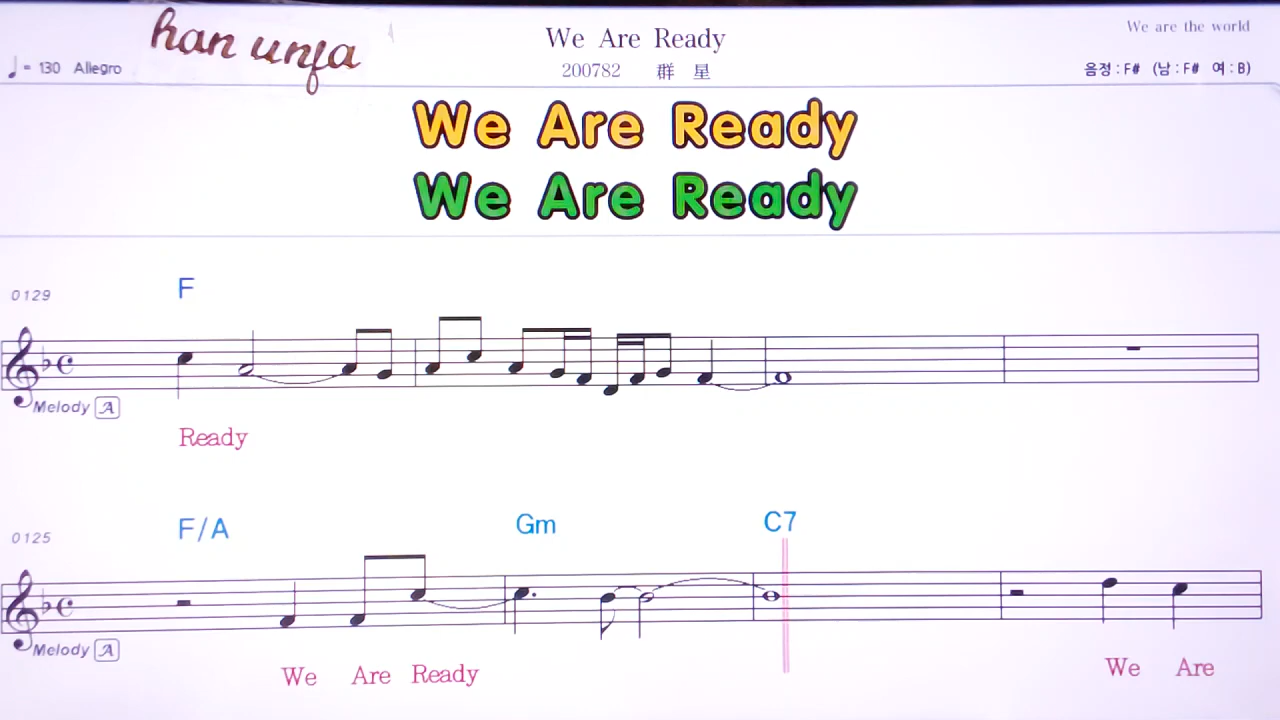 han unfa
We Are Ready
We are the world
♩= 130 Allegro
200782 群 星
음정 : F# (남 : F# 여 : B)
We Are Ready
We Are Ready
F
0129
Melody A
Ready
F/A Gm C7
0125
Melody A
We Are Ready We Are